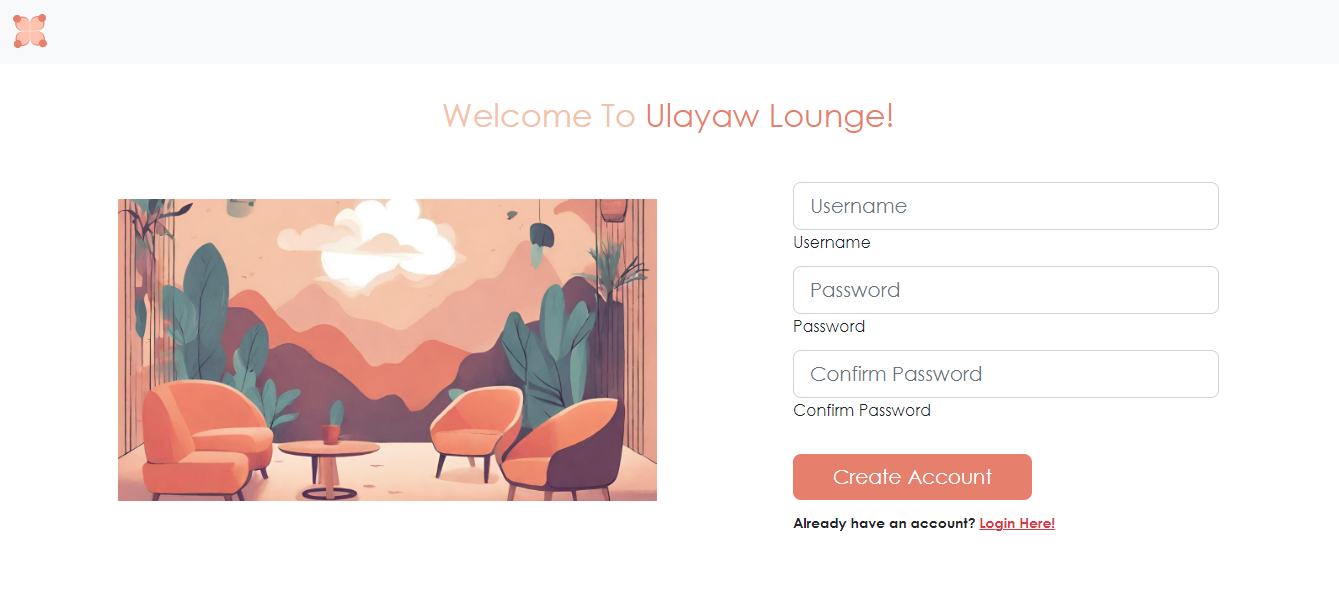 Welcome To Ulayaw Lounge!
Username
Username
Password
Password
Confirm Password
Confirm Password
Create Account
Already have an account? Login Here!